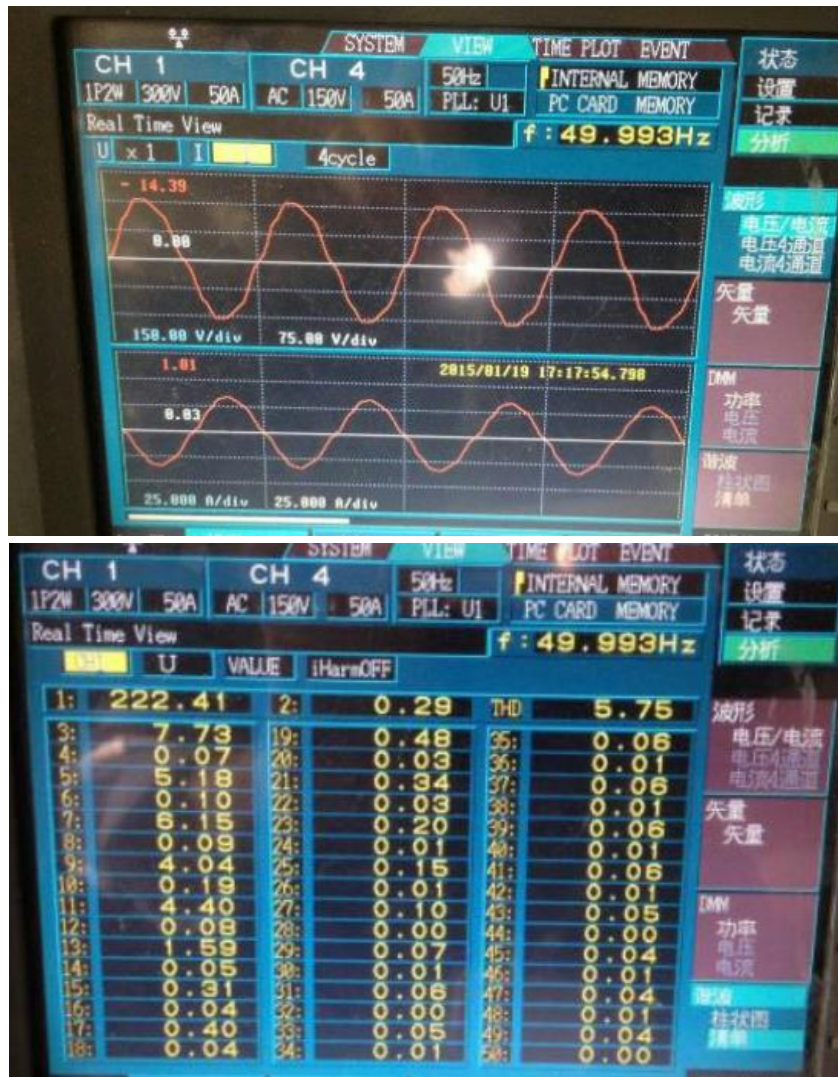 SYSTEM VIEW TIME PLOT EVENT
CH 1 CH 4 50Hz INTERNAL MEMORY
1P2W 300V 50A AC 150V 50A PLL: U1 PC CARD MEMORY
Real Time View f:49.993Hz
U x1 I 4cycle
状态
设置
记录
分析
- 14.39
0.00
150.00 V/div 75.00 V/div
1.01 2015/01/19 17:17:54.790
0.03
25.000 A/div 25.000 A/div
波形
电压/电流
电压4通道
电流4通道
矢量
矢量
DMM
功率
电压
电流
谐波
柱状图
清单
SYSTEM VIEW TIME PLOT EVENT
CH 1 CH 4 50Hz INTERNAL MEMORY
1P2W 300V 50A AC 150V 50A PLL: U1 PC CARD MEMORY
Real Time View f:49.993Hz
U VALUE iHarmOFF
状态
设置
记录
分析
1: 222.41 2: 0.29 THD 5.75
3: 7.73 19: 0.48 35: 0.06
4: 0.07 20: 0.03 36: 0.01
5: 5.18 21: 0.34 37: 0.06
6: 0.10 22: 0.03 38: 0.01
7: 6.15 23: 0.20 39: 0.06
8: 0.09 24: 0.01 40: 0.01
9: 4.04 25: 0.15 41: 0.06
10: 0.19 26: 0.01 42: 0.01
11: 4.40 27: 0.10 43: 0.05
12: 0.08 28: 0.00 44: 0.00
13: 1.59 29: 0.07 45: 0.04
14: 0.05 30: 0.01 46: 0.01
15: 0.31 31: 0.06 47: 0.04
16: 0.04 32: 0.00 48: 0.01
17: 0.40 33: 0.05 49: 0.04
18: 0.04 34: 0.01 50: 0.00
波形
电压/电流
电压4通道
电流4通道
矢量
矢量
DMM
功率
电压
电流
谐波
柱状图
清单